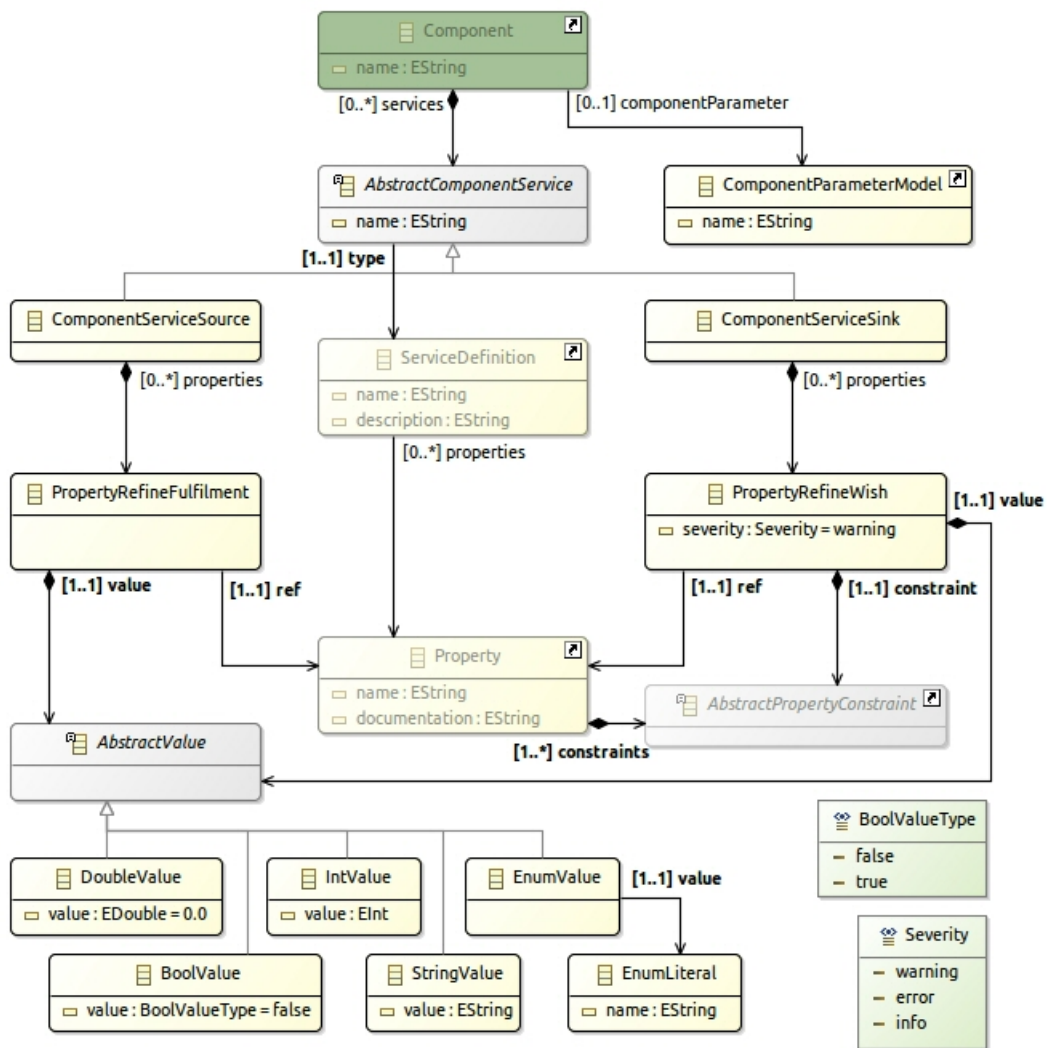 Component
name : EString
[0..*] services
[0..1] componentParameter
AbstractComponentService
name : EString
ComponentParameterModel
name : EString
[1..1] type
ComponentServiceSource
ComponentServiceSink
[0..*] properties
ServiceDefinition
name : EString
description : EString
[0..*] properties
[0..*] properties
PropertyRefineFulfilment
PropertyRefineWish
severity : Severity = warning
[1..1] value
[1..1] value
[1..1] ref
[1..1] ref
[1..1] constraint
Property
name : EString
documentation : EString
AbstractPropertyConstraint
[1..*] constraints
AbstractValue
BoolValueType
false
true
DoubleValue
value : EDouble = 0.0
IntValue
value : EInt
EnumValue
[1..1] value
Severity
warning
error
info
BoolValue
value : BoolValueType = false
StringValue
value : EString
EnumLiteral
name : EString